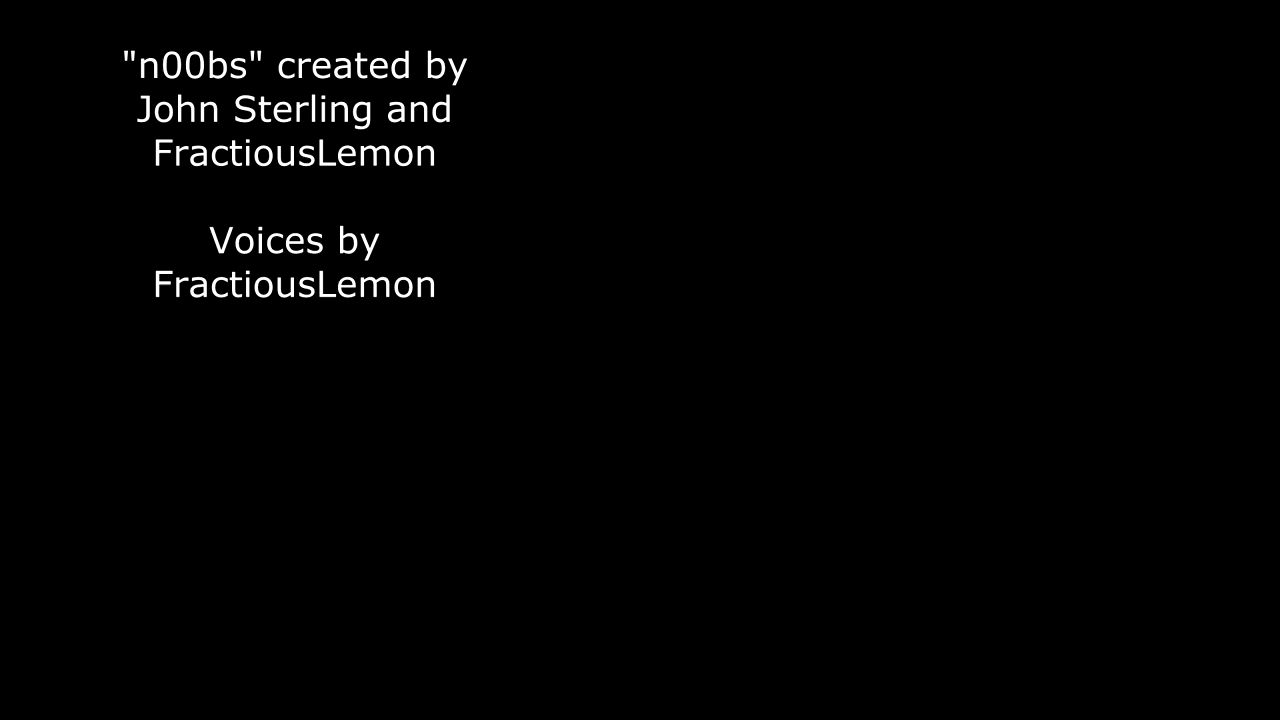 "n00bs" created by
John Sterling and
FractiousLemon
Voices by
FractiousLemon